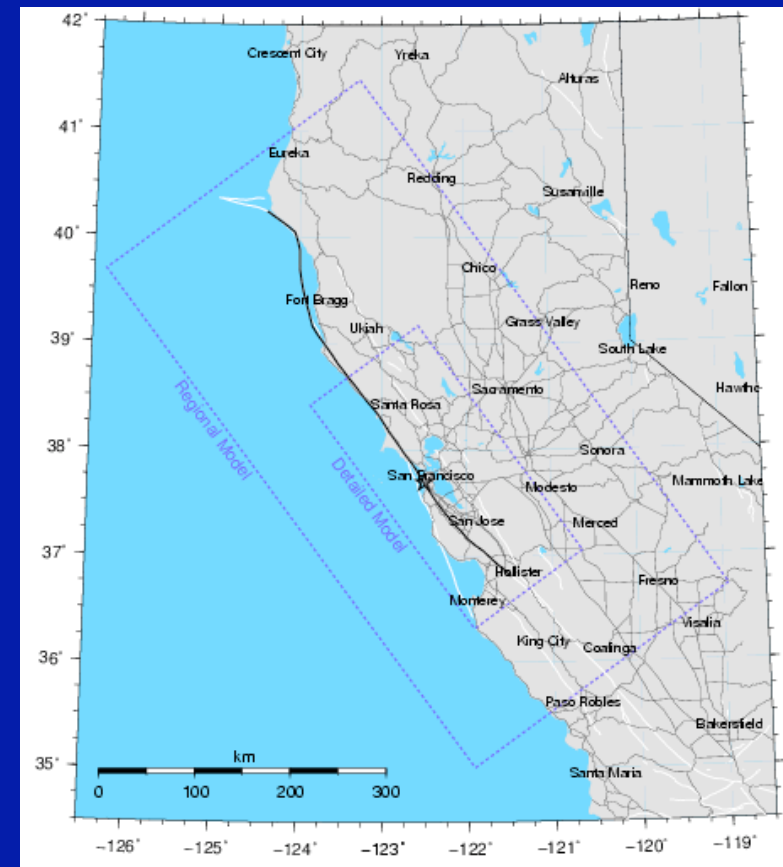 42°
Crescent City
Yreka
Alturas
41°
Eureka
Redding
Susanville
40°
Chico
Reno
Fallon
Fort Bragg
Ukiah
Grass Valley
39°
South Lake
Sacramento
Hawtho
Santa Rosa
Regional Model
38°
Sonora
San Francisco
Mammoth Lake
Detailed Model
Modesto
San Jose
Merced
37°
Hollister
Fresno
Monterey
Visalia
King City
Coalinga
36°
Paso Robles
Bakersfield
km
35°
Santa Maria
0 100 200 300
-126° -125° -124° -123° -122° -121° -120° -119°